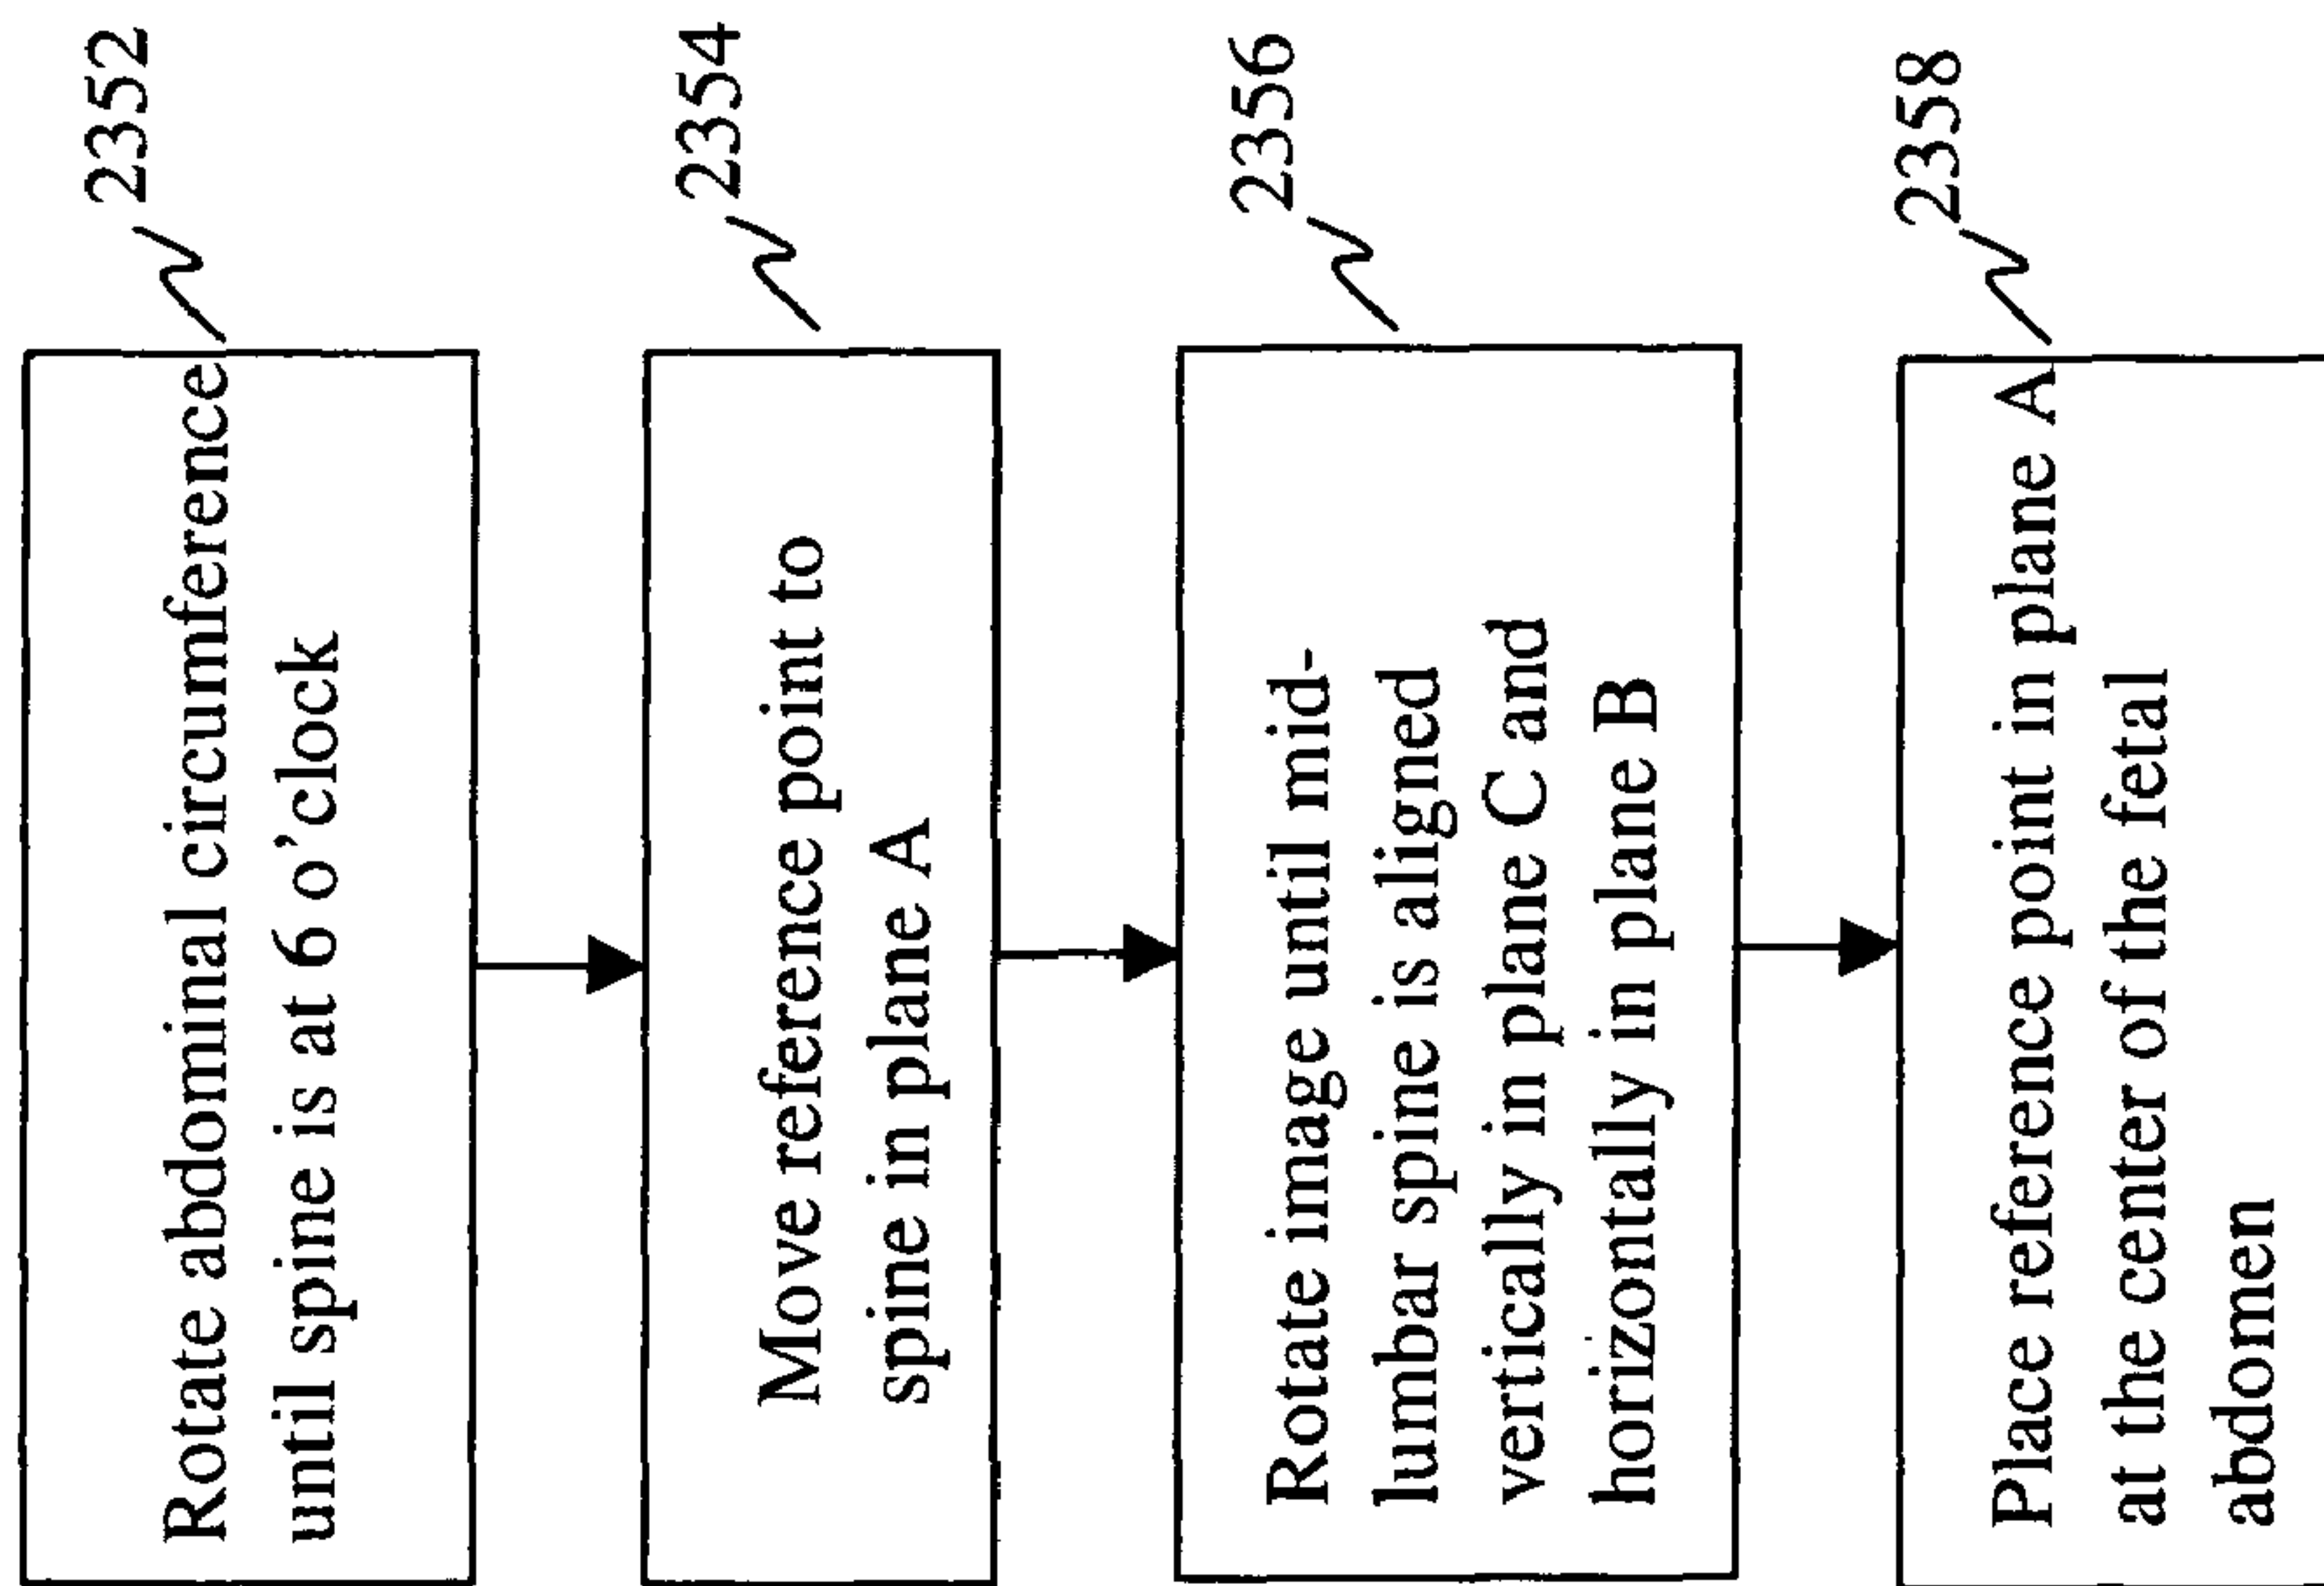 2352
Rotate abdominal circumference
until spine is at 6 o'clock
2354
Move reference point to
spine in plane A
2356
Rotate image until mid-
lumbar spine is aligned
vertically in plane C and
horizontally in plane B
2358
Place reference point in plane A
at the center of the fetal
abdomen